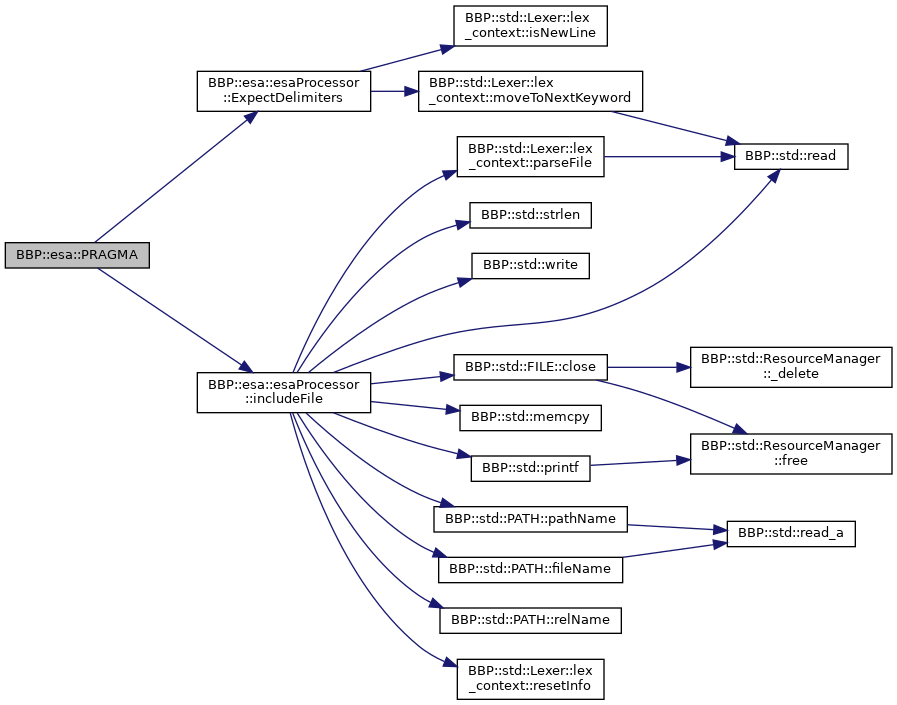 BBP::std::Lexer::lex
_context::isNewLine
BBP::esa::esaProcessor
::ExpectDelimiters
BBP::std::Lexer::lex
_context::moveToNextKeyword
BBP::std::Lexer::lex
_context::parseFile
BBP::std::read
BBP::std::strlen
BBP::esa::PRAGMA
BBP::std::write
BBP::std::FILE::close
BBP::std::ResourceManager
::_delete
BBP::esa::esaProcessor
::includeFile
BBP::std::memcpy
BBP::std::printf
BBP::std::ResourceManager
::free
BBP::std::PATH::pathName
BBP::std::read_a
BBP::std::PATH::fileName
BBP::std::PATH::relName
BBP::std::Lexer::lex
_context::resetInfo